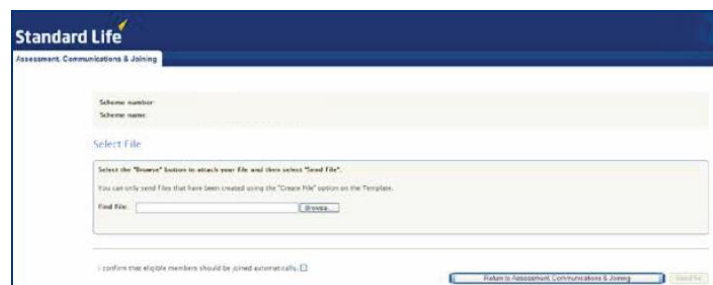 Standard Life
Assessment, Communications & Joining
Scheme number
Scheme name
Select File
Select the "Browse" button to attach your file and then select "Send File".
You can only send files that have been created using the "Create File" option on the Template.
Find File: Browse...
I confirm that eligible members should be joined automatically.
Return to Assessment, Communications & Joining Send File